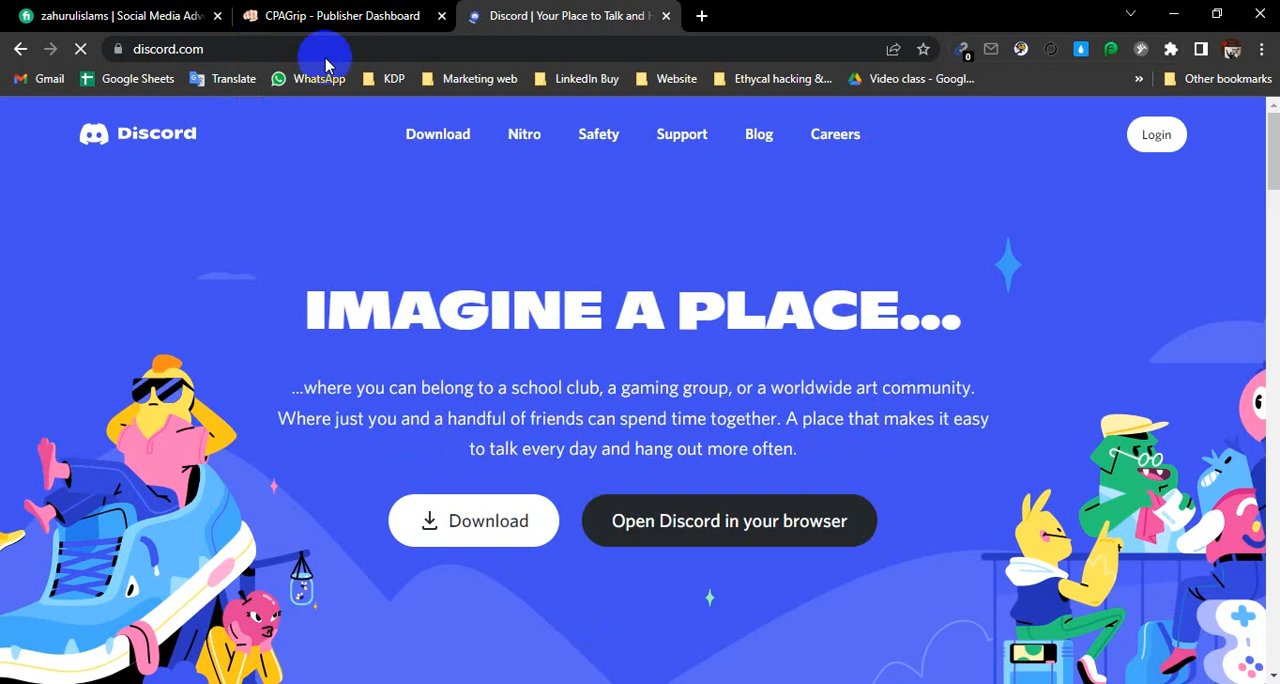 zahurulislams | Social Media Adv
CPAGrip - Publisher Dashboard
Discord | Your Place to Talk and H
discord.com
0
Gmail
Google Sheets
Translate
WhatsApp
KDP
Marketing web
LinkedIn Buy
Website
Ethycal hacking &...
Video class - Googl...
»
Other bookmarks
Discord
Download
Nitro
Safety
Support
Blog
Careers
Login
IMAGINE A PLACE...
...where you can belong to a school club, a gaming group, or a worldwide art community.
Where just you and a handful of friends can spend time together. A place that makes it easy
to talk every day and hang out more often.
Download
Open Discord in your browser